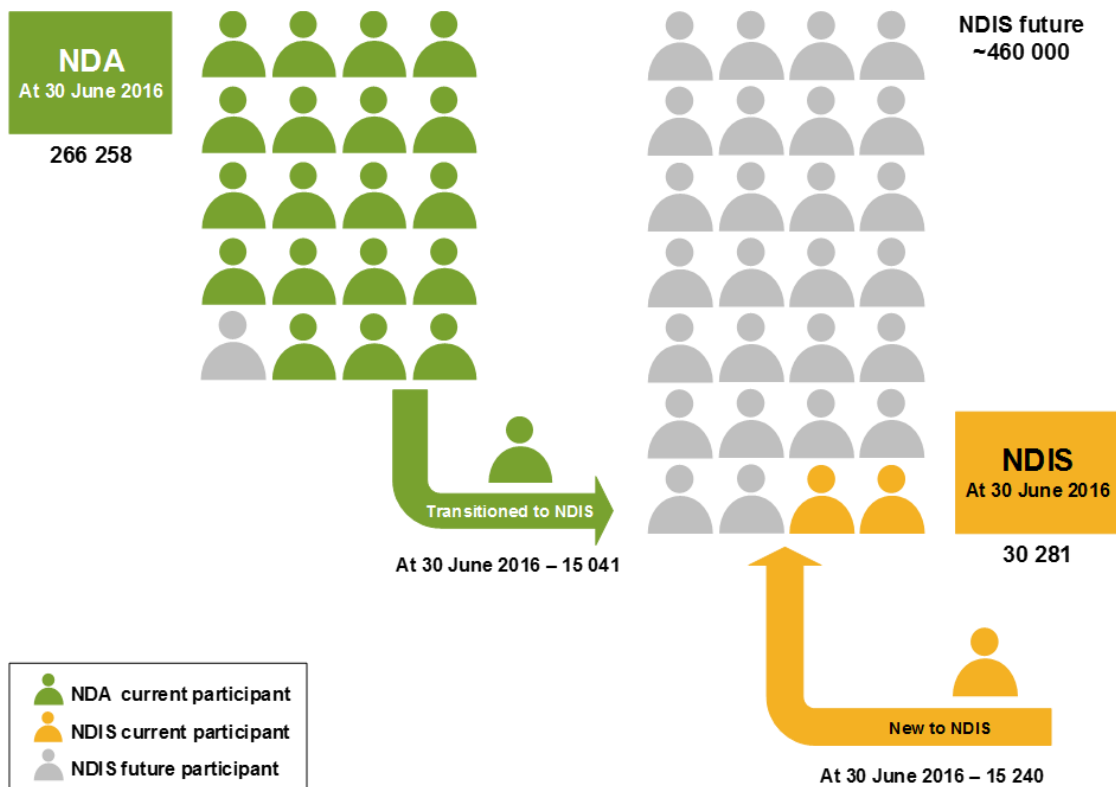 NDA
At 30 June 2016
266 258
NDIS future
~460 000
Transitioned to NDIS
At 30 June 2016 – 15 041
NDIS
At 30 June 2016
30 281
New to NDIS
At 30 June 2016 – 15 240
NDA current participant
NDIS current participant
NDIS future participant